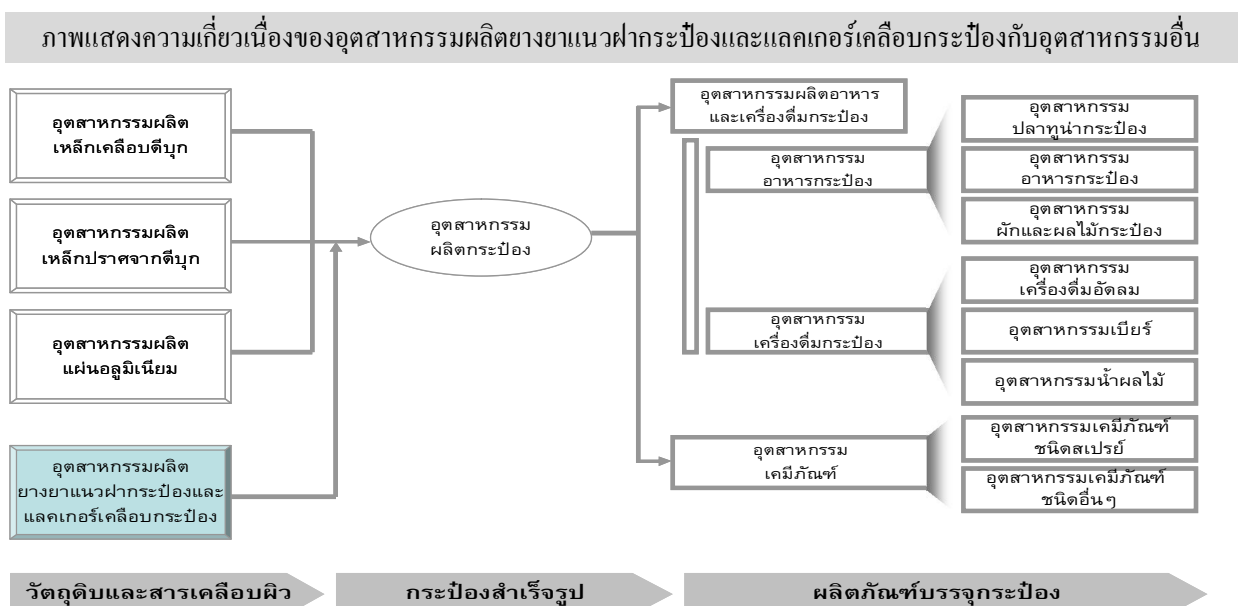 ภาพแสดงความเกี่ยวเนื่องของอุตสาหกรรมผลิตยางยาแนวฝากระป๋องและแลคเกอร์เคลือบกระป๋องกับอุตสาหกรรมอื่น
อุตสาหกรรมผลิต
เหล็กเคลือบดีบุก
อุตสาหกรรมผลิต
เหล็กปราศจากดีบุก
อุตสาหกรรมผลิต
แผ่นอลูมิเนียม
อุตสาหกรรมผลิต
ยางยาแนวฝากระป๋องและ
แลคเกอร์เคลือบกระป๋อง
อุตสาหกรรม
ผลิตกระป๋อง
อุตสาหกรรมผลิตอาหาร
และเครื่องดื่มกระป๋อง
อุตสาหกรรม
อาหารกระป๋อง
อุตสาหกรรม
เครื่องดื่มกระป๋อง
อุตสาหกรรม
เคมีภัณฑ์
อุตสาหกรรม
ปลาทูน่ากระป๋อง
อุตสาหกรรม
อาหารกระป๋อง
อุตสาหกรรม
ผักและผลไม้กระป๋อง
อุตสาหกรรม
เครื่องดื่มอัดลม
อุตสาหกรรมเบียร์
อุตสาหกรรมน้ำผลไม้
อุตสาหกรรมเคมีภัณฑ์
ชนิดสเปรย์
อุตสาหกรรมเคมีภัณฑ์
ชนิดอื่นๆ
วัตถุดิบและสารเคลือบผิว
กระป๋องสำเร็จรูป
ผลิตภัณฑ์บรรจุกระป๋อง